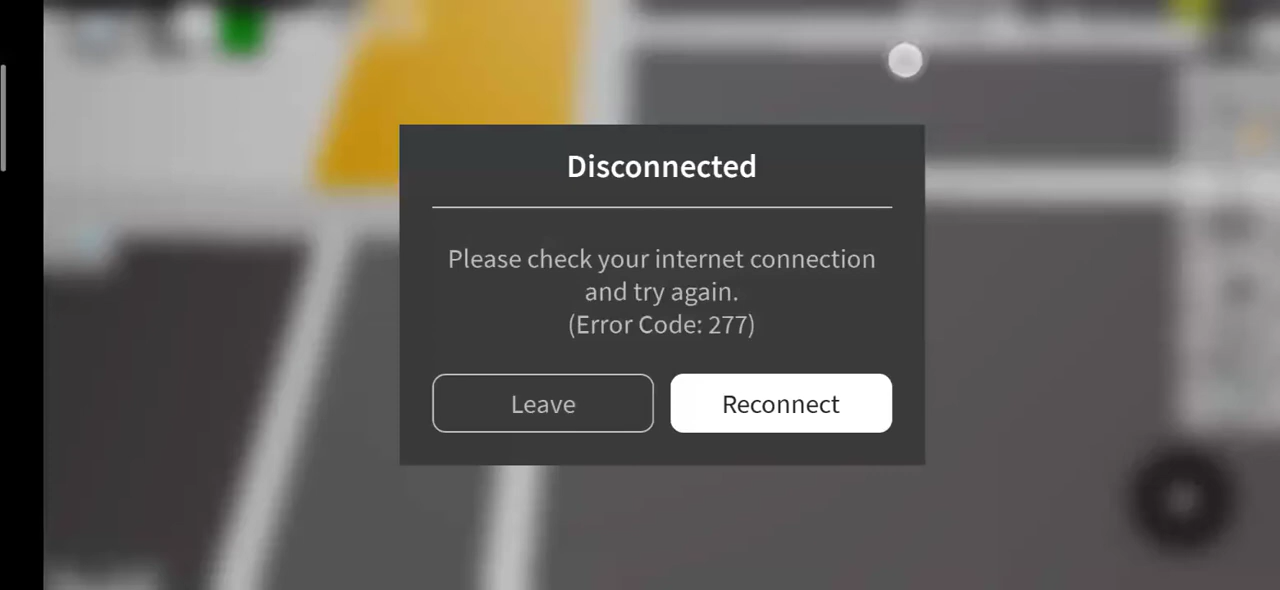 Disconnected
Please check your internet connection
and try again.
(Error Code: 277)
Leave
Reconnect